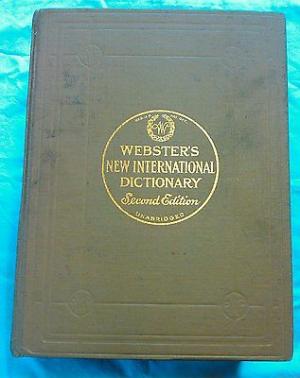 W
WEBSTER'S
NEW INTERNATIONAL
DICTIONARY
Second Edition
UNABRIDGED